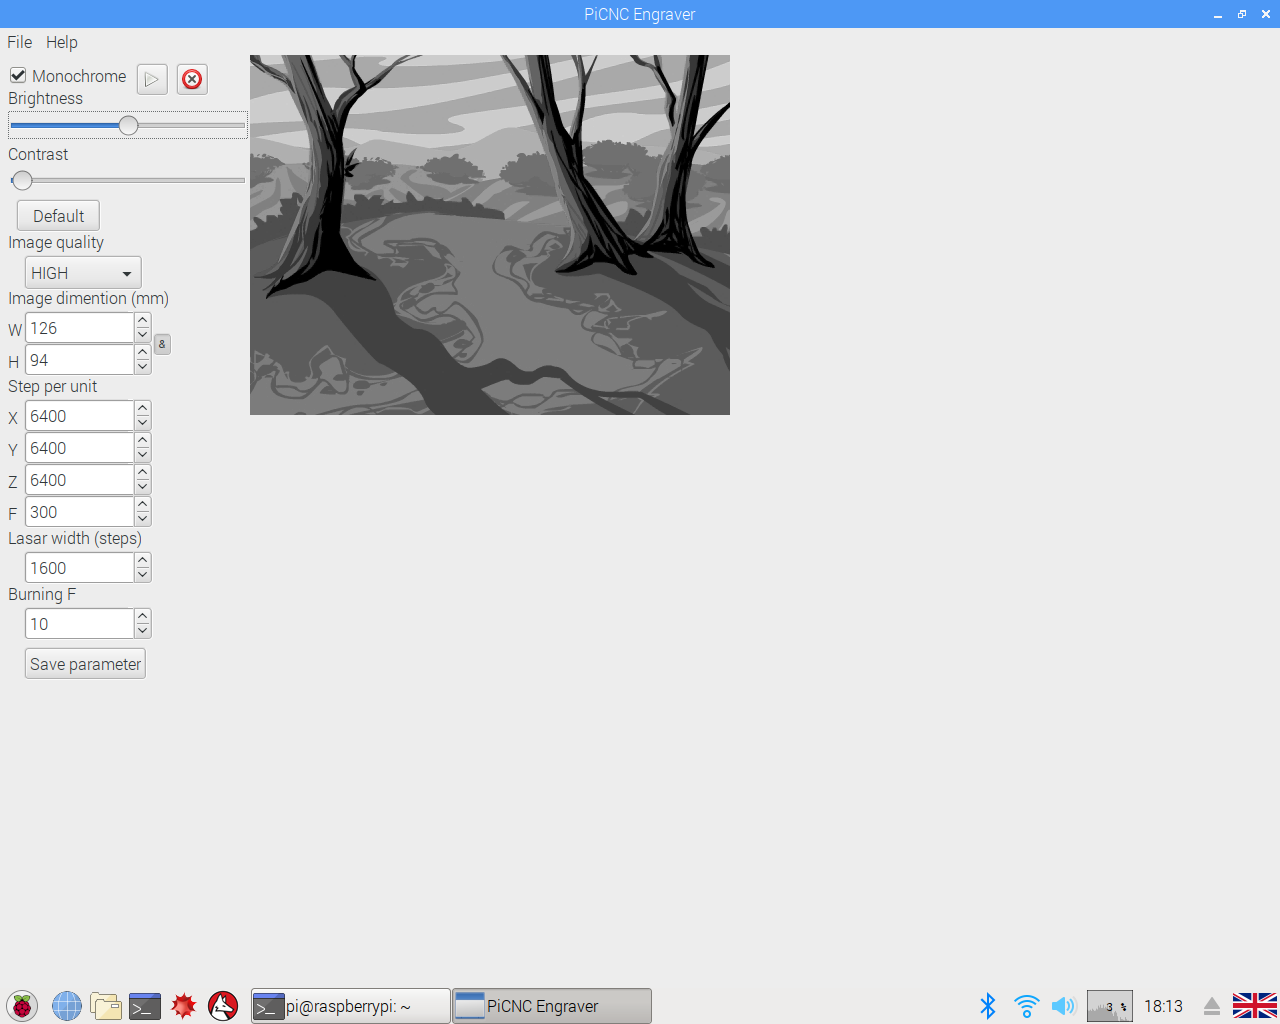 PiCNC Engraver
File Help
Monochrome
Brightness
Contrast
Default
Image quality
HIGH
Image dimention (mm)
W 126
&
H 94
Step per unit
X 6400
Y 6400
Z 6400
F 300
Lasar width (steps)
1600
Burning F
10
Save parameter
pi@raspberrypi: ~ PiCNC Engraver 3 % 18:13